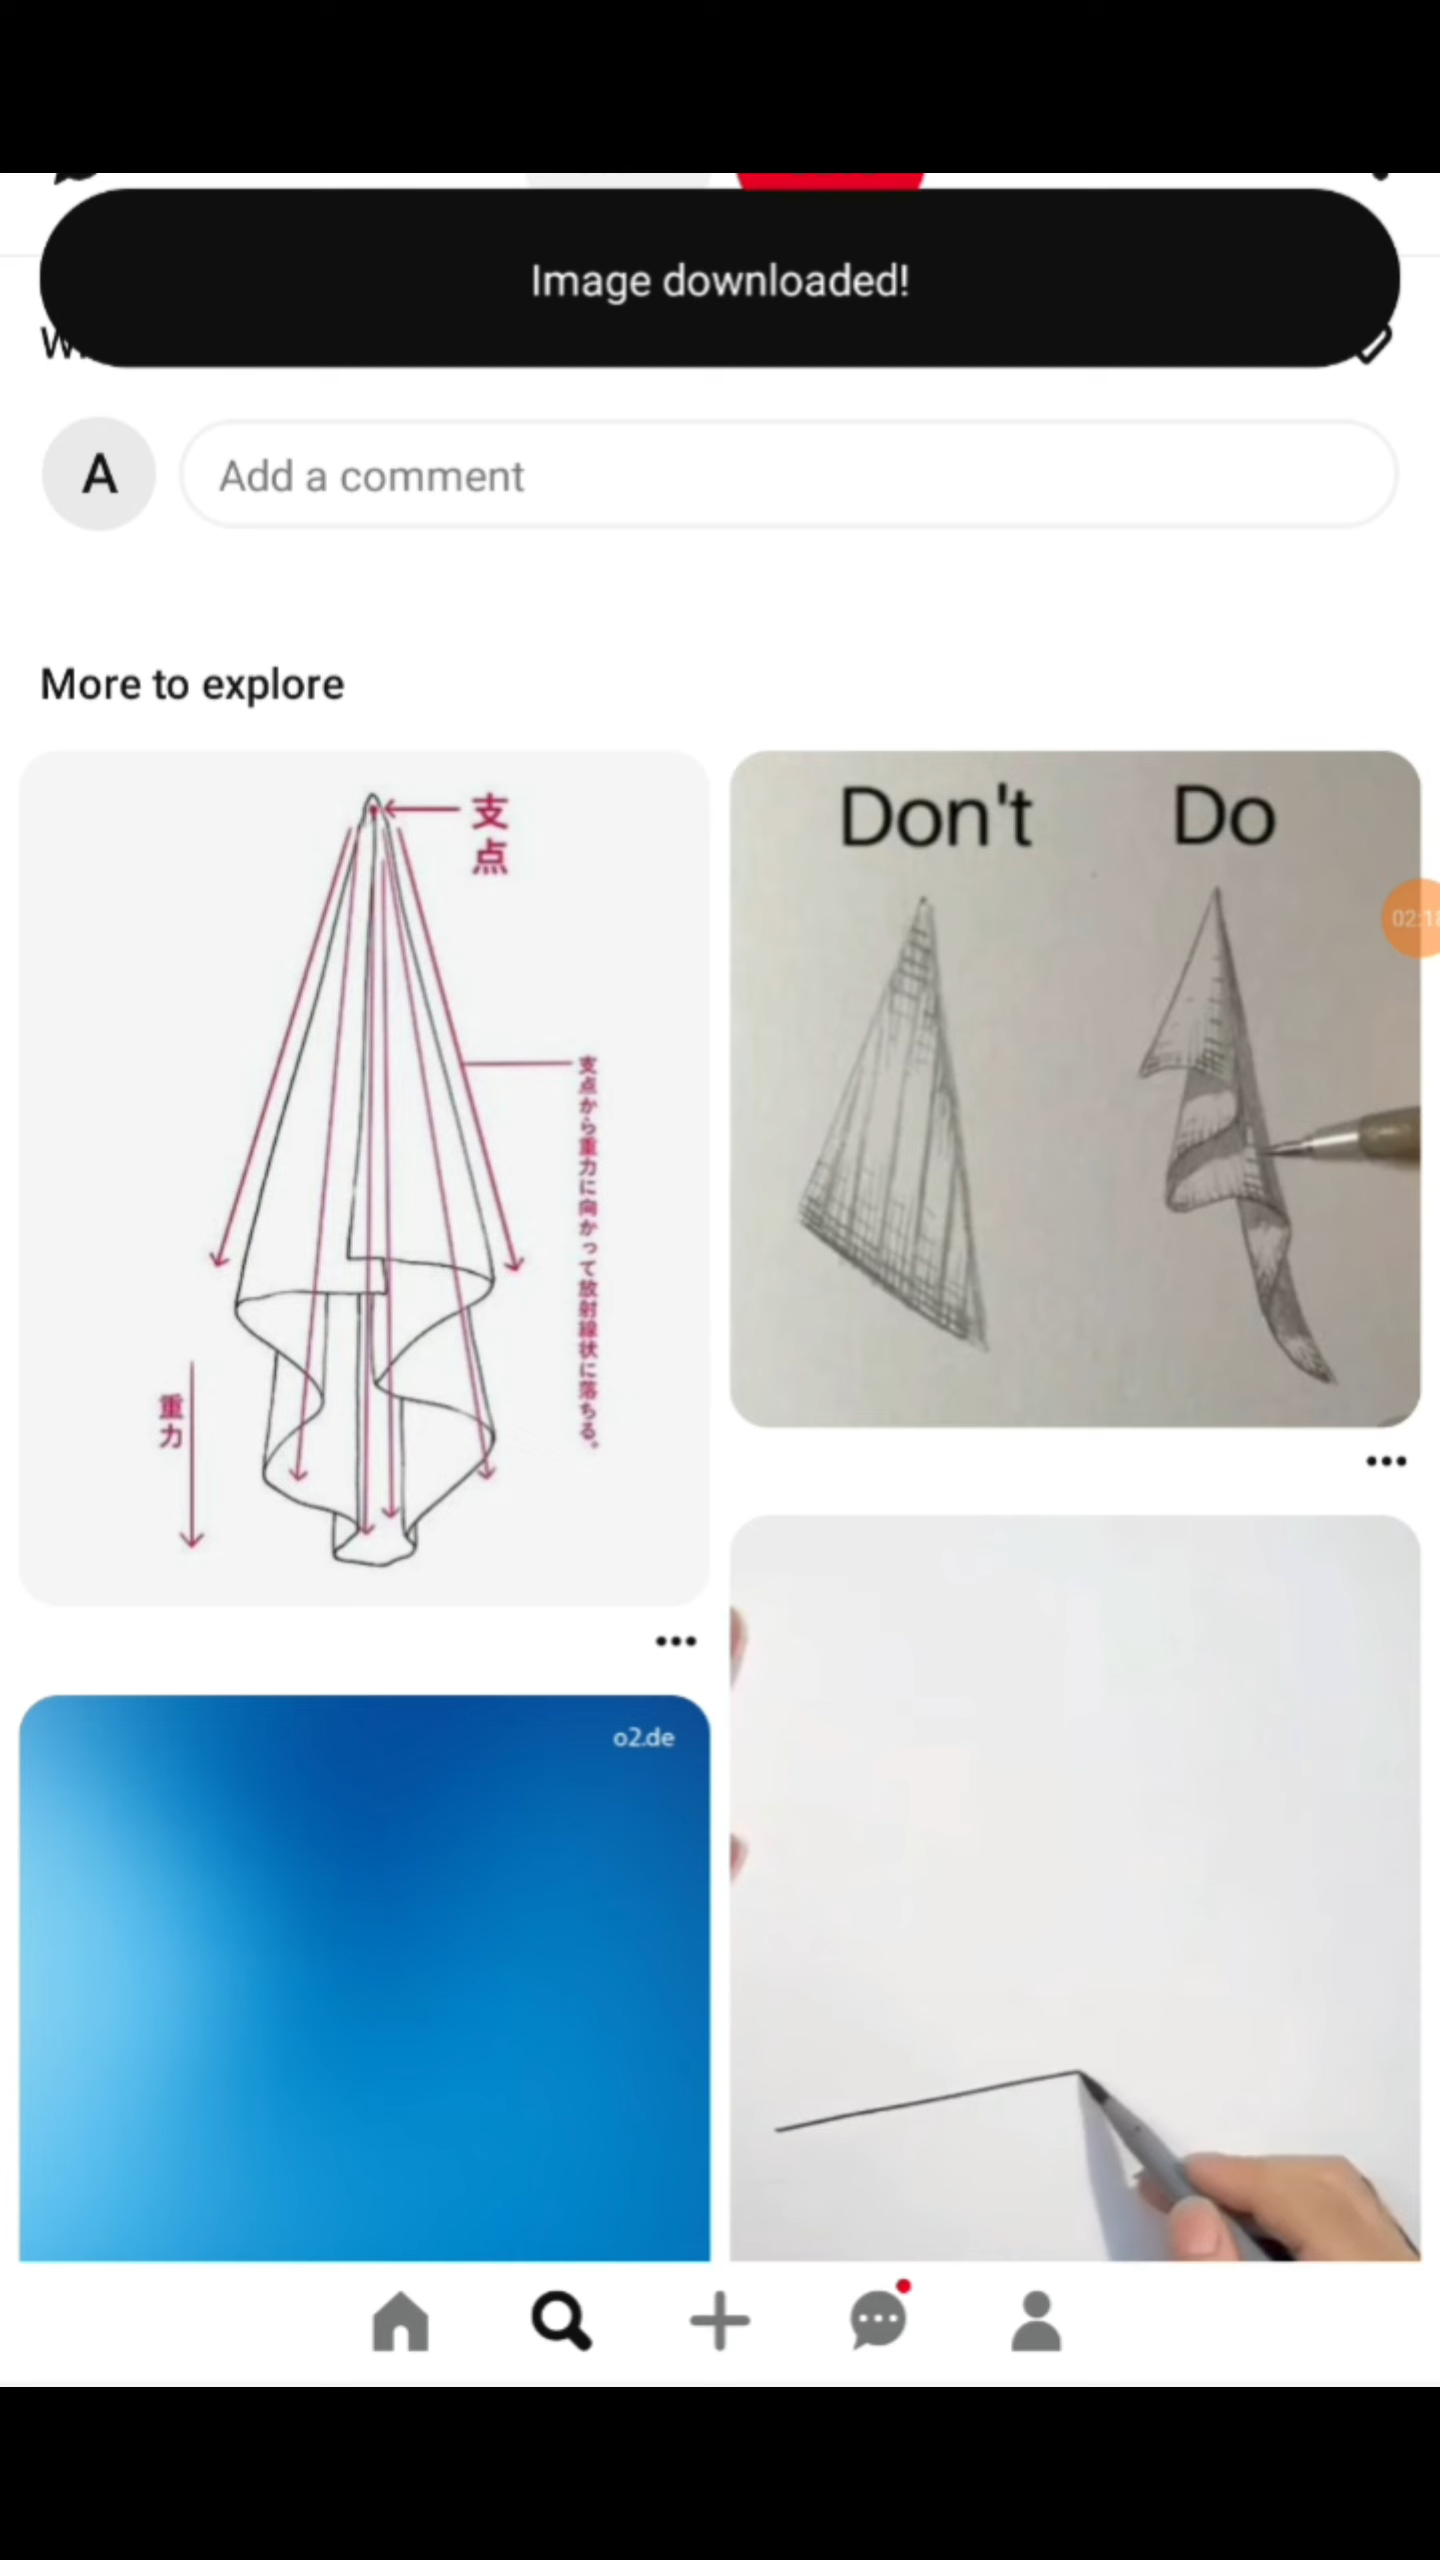 Image downloaded!
A
Add a comment
More to explore
支点
支点から重力に向かって放射線状に落ちる。
重力
Don't
Do
o2.de